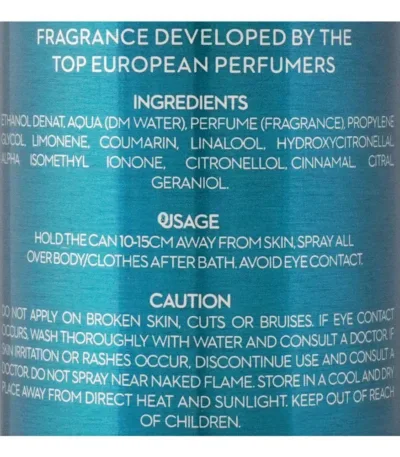 FRAGRANCE DEVELOPED BY THE
TOP EUROPEAN PERFUMERS
INGREDIENTS
ETHANOL DENAT, AQUA (DM WATER), PERFUME (FRAGRANCE), PROPYLENE
GLYCOL LIMONENE, COUMARIN, LINALOOL, HYDROXYCITRONELLAL,
ALPHA ISOMETHYL IONONE, CITRONELLOL, CINNAMAL CITRAL
GERANIOL.
USAGE
HOLD THE CAN 10-15CM AWAY FROM SKIN, SPRAY ALL
OVER BODY/CLOTHES AFTER BATH. AVOID EYE CONTACT.
CAUTION
DO NOT APPLY ON BROKEN SKIN, CUTS OR BRUISES. IF EYE CONTACT
OCCURS, WASH THOROUGHLY WITH WATER AND CONSULT A DOCTOR. IF
SKIN IRRITATION OR RASHES OCCUR, DISCONTINUE USE AND CONSULT A
DOCTOR. DO NOT SPRAY NEAR NAKED FLAME. STORE IN A COOL AND DRY
PLACE AWAY FROM DIRECT HEAT AND SUNLIGHT. KEEP OUT OF REACH
OF CHILDREN.